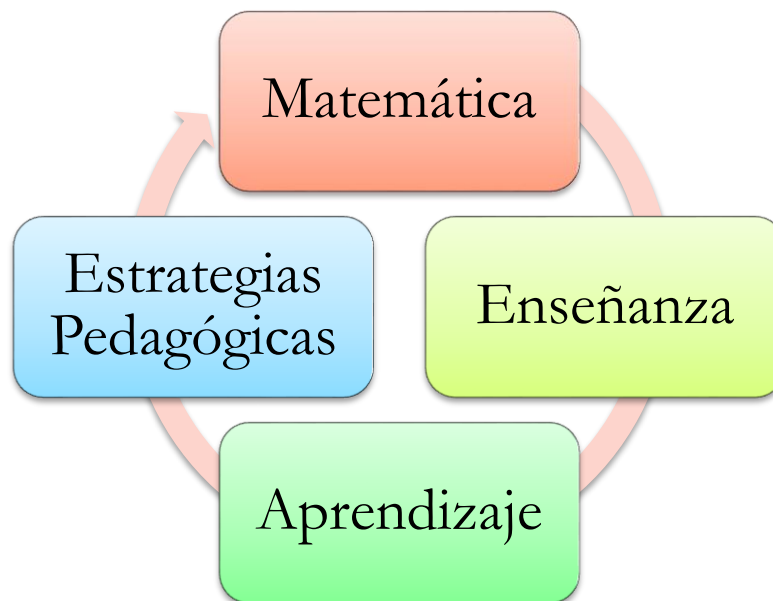 Matemática
Enseñanza
Aprendizaje
Estrategias
Pedagógicas